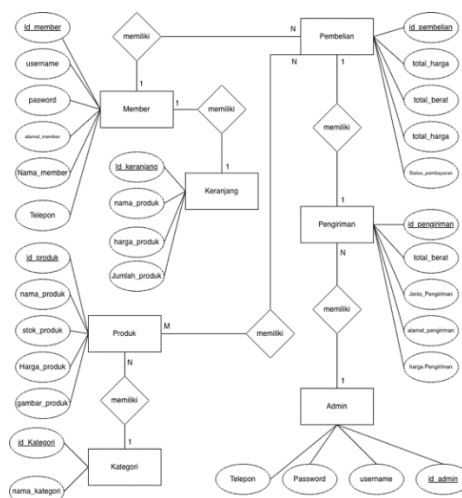 Id_member
memiliki
N
Pembelian
id_pembelian
username
N
total_harga
1
1
pasword
Member
1
memiliki
total_berat
alamat_member
memiliki
total_harga
Nama_member
Id_keranjang
1
Status_pembayaran
Keranjang
Telepon
nama_produk
1
Pengiriman
id_pengiriman
id_produk
harga_produk
N
total_berat
Jumlah_produk
nama_produk
Jenis_Pengiriman
memiliki
stok_produk
Produk
M
memiliki
alamat_pengiriman
Harga_produk
N
harga Pengiriman
gambar_produk
memiliki
1
Admin
id_Kategori
1
Kategori
nama_kategori
Telepon
Password
username
id_admin